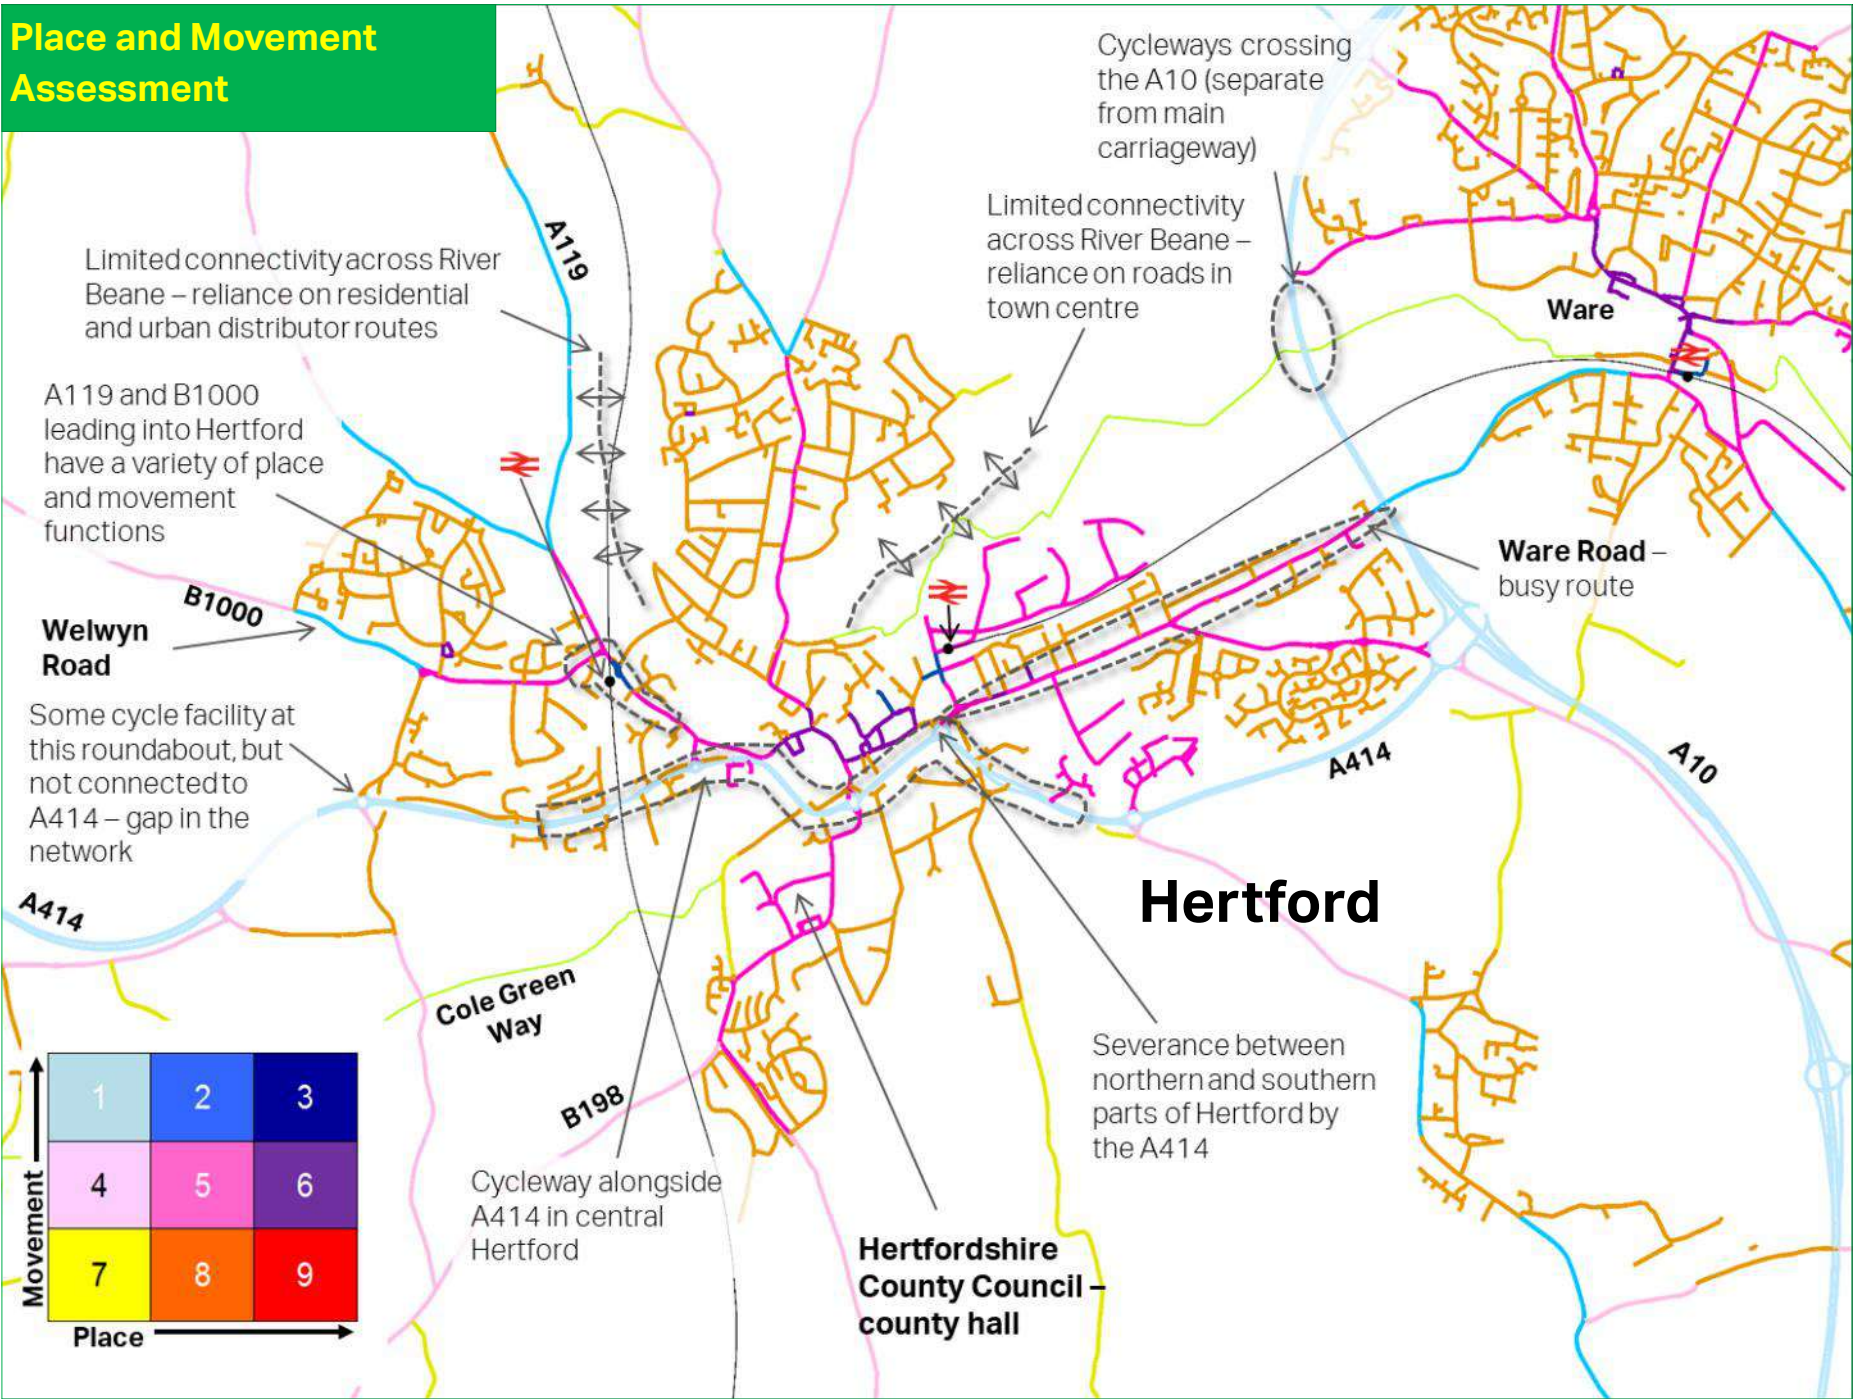 Place and Movement
Assessment
Cycleways crossing
the A10 (separate
from main
carriageway)
Limited connectivity
across River Beane –
reliance on roads in
town centre
A119
Limited connectivity across River
Beane – reliance on residential
and urban distributor routes
Ware
A119 and B1000
leading into Hertford
have a variety of place
and movement
functions
Ware Road –
busy route
B1000
Welwyn
Road
Some cycle facility at
this roundabout, but
not connected to
A414 – gap in the
network
A414
A10
Hertford
A414
Cole Green
Way
Severance between
northern and southern
parts of Hertford by
the A414
B198
Cycleway alongside
A414 in central
Hertford
Hertfordshire
County Council –
county hall
Movement
1 2 3
4 5 6
7 8 9
Place